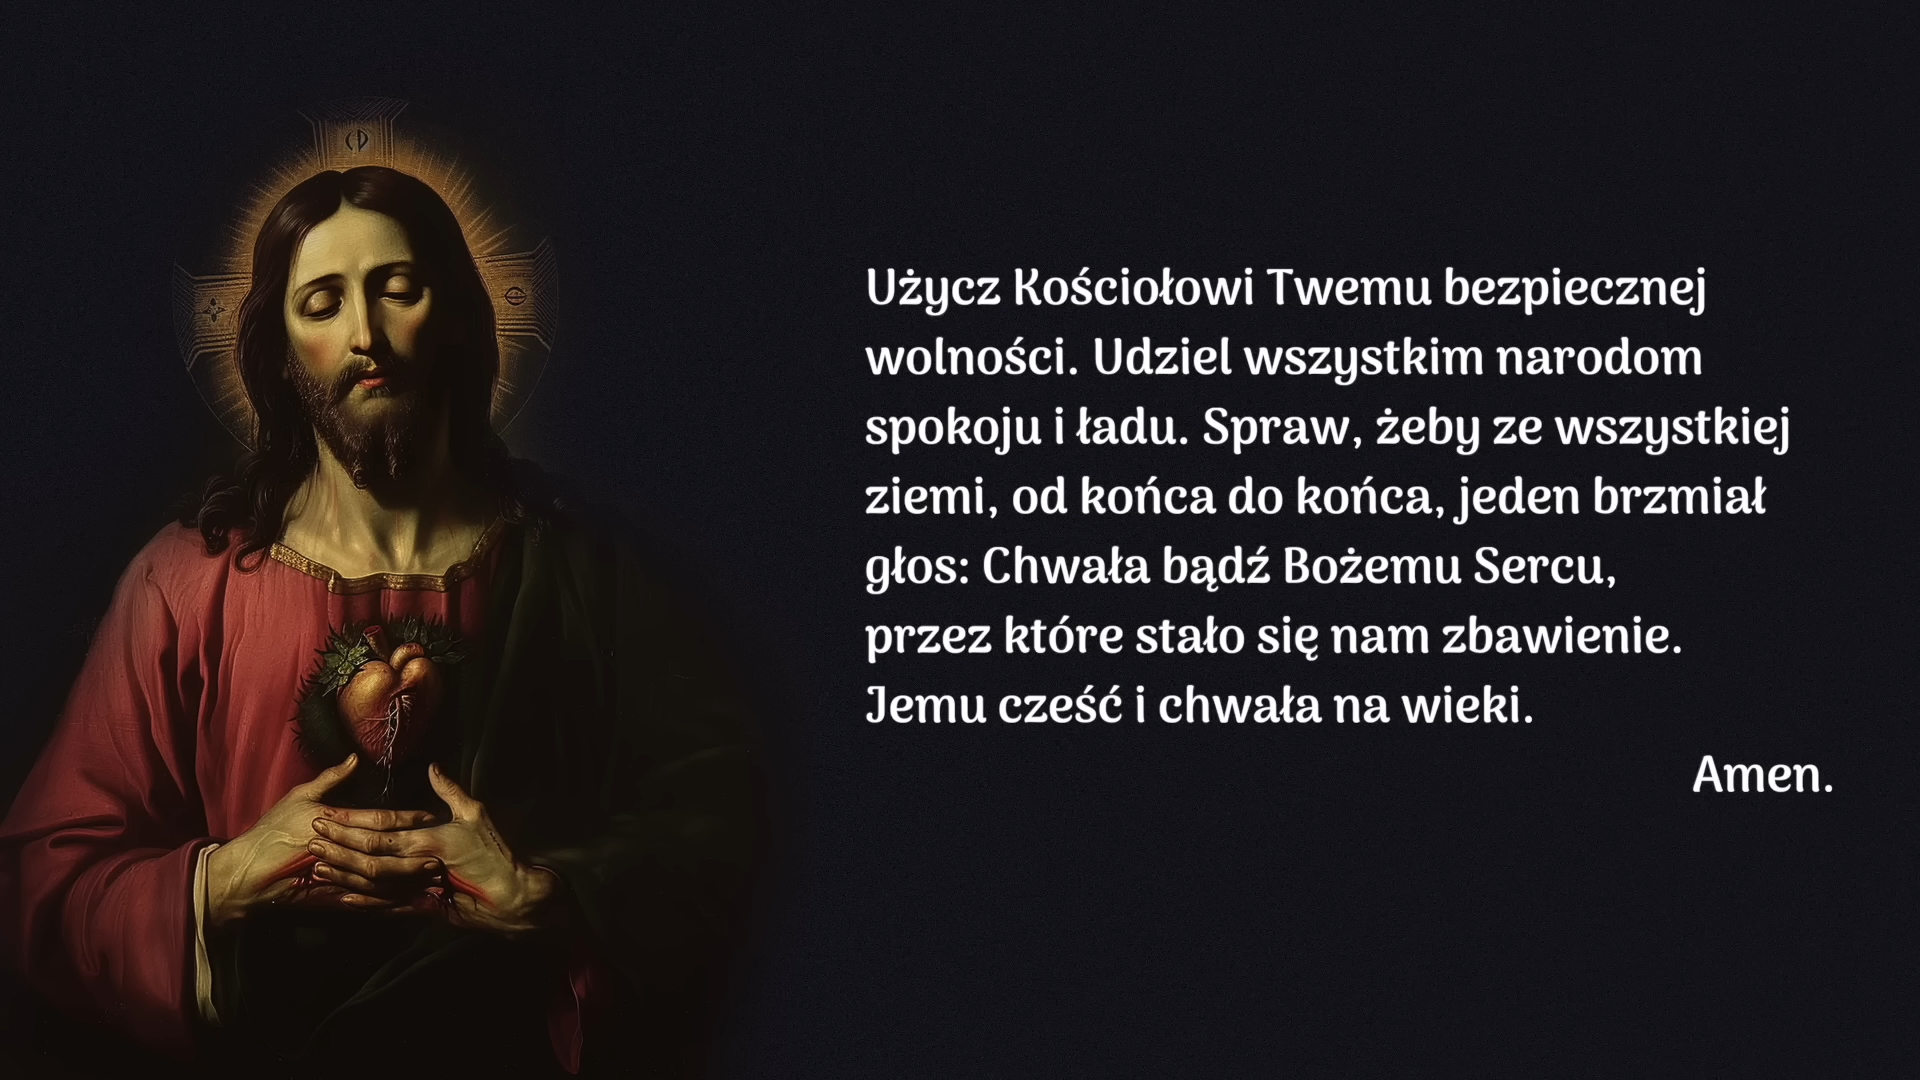 Użycz Kościołowi Twemu bezpiecznej
wolności. Udziel wszystkim narodom
spokoju i ładu. Spraw, żeby ze wszystkiej
ziemi, od końca do końca, jeden brzmiał
głos: Chwała bądź Bożemu Sercu,
przez które stało się nam zbawienie.
Jemu cześć i chwała na wieki.
Amen.